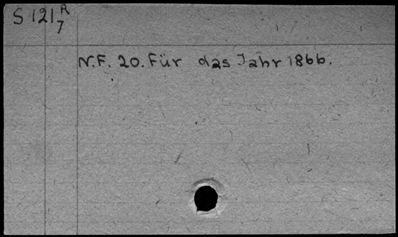 S 121 R
7
N.F. 20. Für das Jahr 1866.